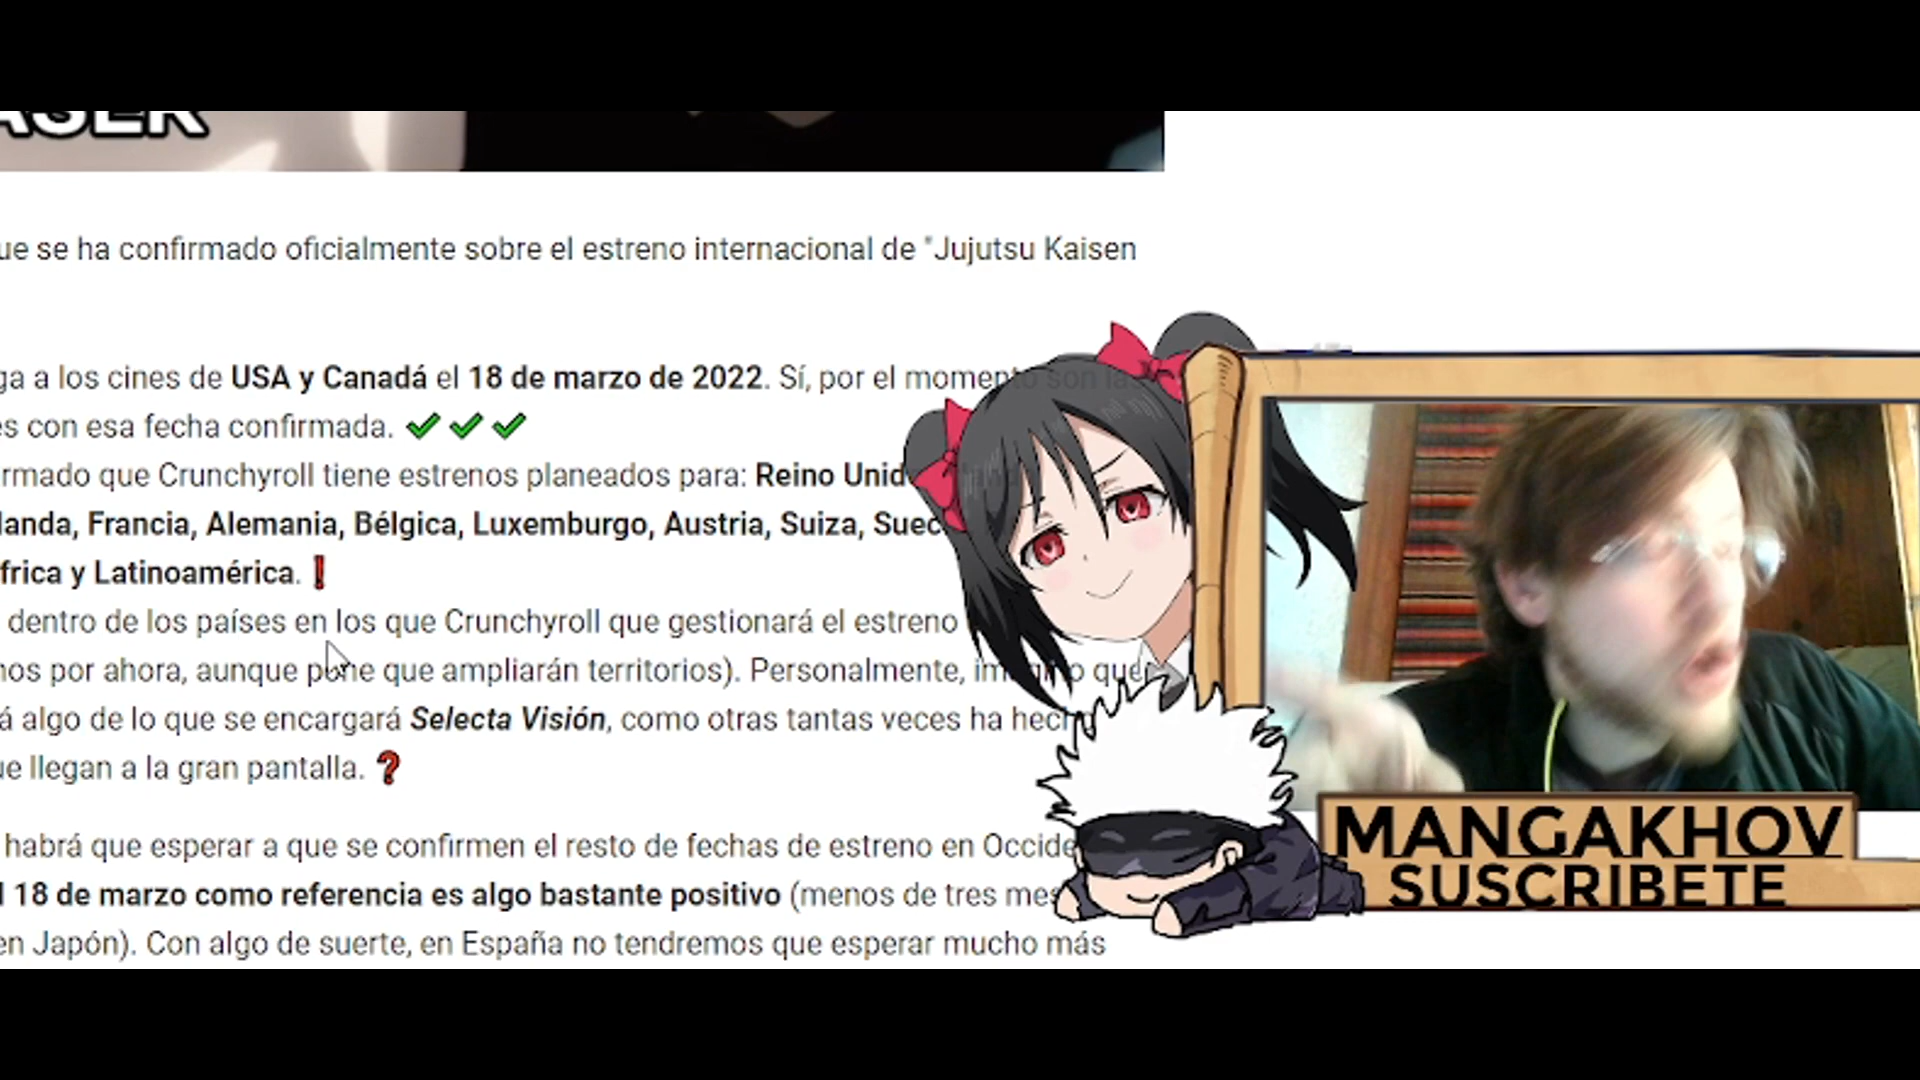 ASER
ue se ha confirmado oficialmente sobre el estreno internacional de "Jujutsu Kaisen
ga a los cines de USA y Canadá el 18 de marzo de 2022. Sí, por el momento son la
es con esa fecha confirmada. ✔✔✔
rmado que Crunchyroll tiene estrenos planeados para: Reino Unid
landa, Francia, Alemania, Bélgica, Luxemburgo, Austria, Suiza, Suec
frica y Latinoamérica. ❗
dentro de los países en los que Crunchyroll que gestionará el estreno
nos por ahora, aunque pone que ampliarán territorios). Personalmente, imagino que
á algo de lo que se encargará Selecta Visión, como otras tantas veces ha hech
ue llegan a la gran pantalla. ❓
habrá que esperar a que se confirmen el resto de fechas de estreno en Occide
l 18 de marzo como referencia es algo bastante positivo (menos de tres mes
en Japón). Con algo de suerte, en España no tendremos que esperar mucho más
MANGAKHOV
SUSCRIBETE